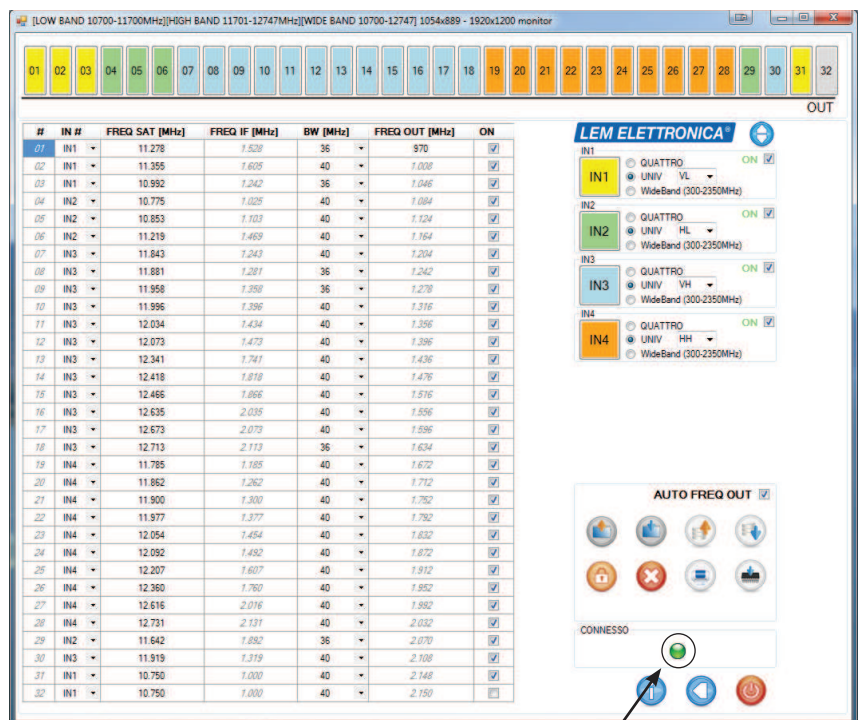 [LOW BAND 10700-11700MHz][HIGH BAND 11701-12747MHz][WIDE BAND 10700-12747] 1054x889 - 1920x1200 monitor
01 02 03 04 05 06 07 08 09 10 11 12 13 14 15 16 17 18 19 20 21 22 23 24 25 26 27 28 29 30 31 32
OUT
# IN # FREQ SAT [MHz] FREQ IF [MHz] BW [MHz] FREQ OUT [MHz] ON
01 IN1 11.278 1.528 36 970
02 IN1 11.355 1.605 40 1.008
03 IN1 10.992 1.242 36 1.046
04 IN2 10.775 1.025 40 1.084
05 IN2 10.853 1.103 40 1.124
06 IN2 11.219 1.469 40 1.164
07 IN3 11.843 1.243 40 1.204
08 IN3 11.881 1.281 36 1.242
09 IN3 11.958 1.358 36 1.278
10 IN3 11.996 1.396 40 1.316
11 IN3 12.034 1.434 40 1.356
12 IN3 12.073 1.473 40 1.396
13 IN3 12.341 1.741 40 1.436
14 IN3 12.418 1.818 40 1.476
15 IN3 12.466 1.866 40 1.516
16 IN3 12.635 2.035 40 1.556
17 IN3 12.673 2.073 40 1.596
18 IN3 12.713 2.113 36 1.634
19 IN4 11.785 1.185 40 1.672
20 IN4 11.862 1.262 40 1.712
21 IN4 11.900 1.300 40 1.752
22 IN4 11.977 1.377 40 1.792
23 IN4 12.054 1.454 40 1.832
24 IN4 12.092 1.492 40 1.872
25 IN4 12.207 1.607 40 1.912
26 IN4 12.360 1.760 40 1.952
27 IN4 12.616 2.016 40 1.992
28 IN4 12.731 2.131 40 2.032
29 IN2 11.642 1.892 36 2.070
30 IN3 11.919 1.319 40 2.108
31 IN1 10.750 1.000 40 2.148
32 IN1 10.750 1.000 40 2.150
LEM ELETTRONICA®
IN1
QUATTRO ON
IN1 UNIV VL
WideBand (300-2350MHz)
IN2
QUATTRO ON
IN2 UNIV HL
WideBand (300-2350MHz)
IN3
QUATTRO ON
IN3 UNIV VH
WideBand (300-2350MHz)
IN4
QUATTRO ON
IN4 UNIV HH
WideBand (300-2350MHz)
AUTO FREQ OUT
CONNESSO